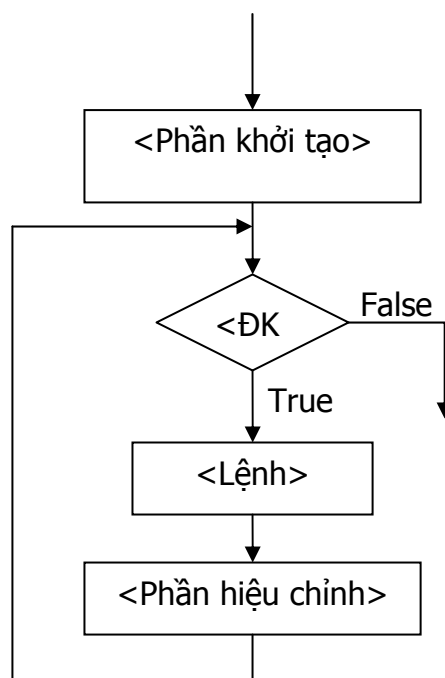 <Phần khởi tạo>
<ĐK
False
True
<Lệnh>
<Phần hiệu chỉnh>